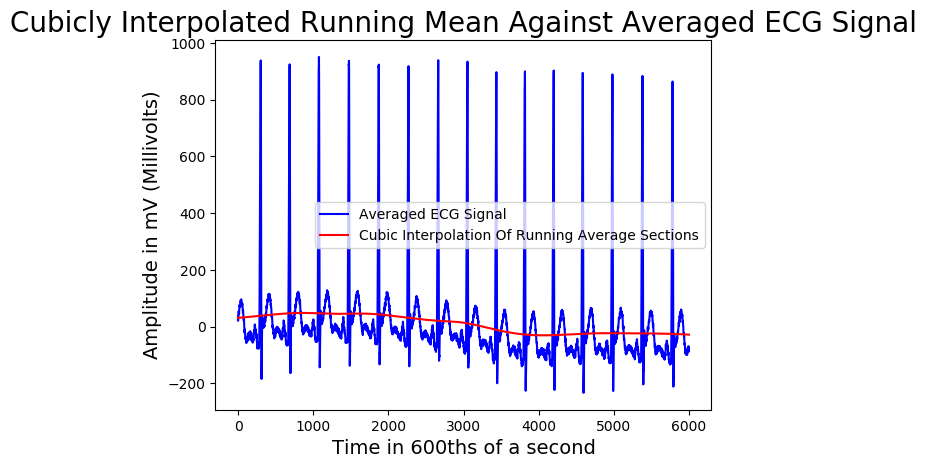 Cubicly Interpolated Running Mean Against Averaged ECG Signal
1000
800
600
400
200
0
−200
Amplitude in mV (Millivolts)
Averaged ECG Signal
Cubic Interpolation Of Running Average Sections
0 1000 2000 3000 4000 5000 6000
Time in 600ths of a second